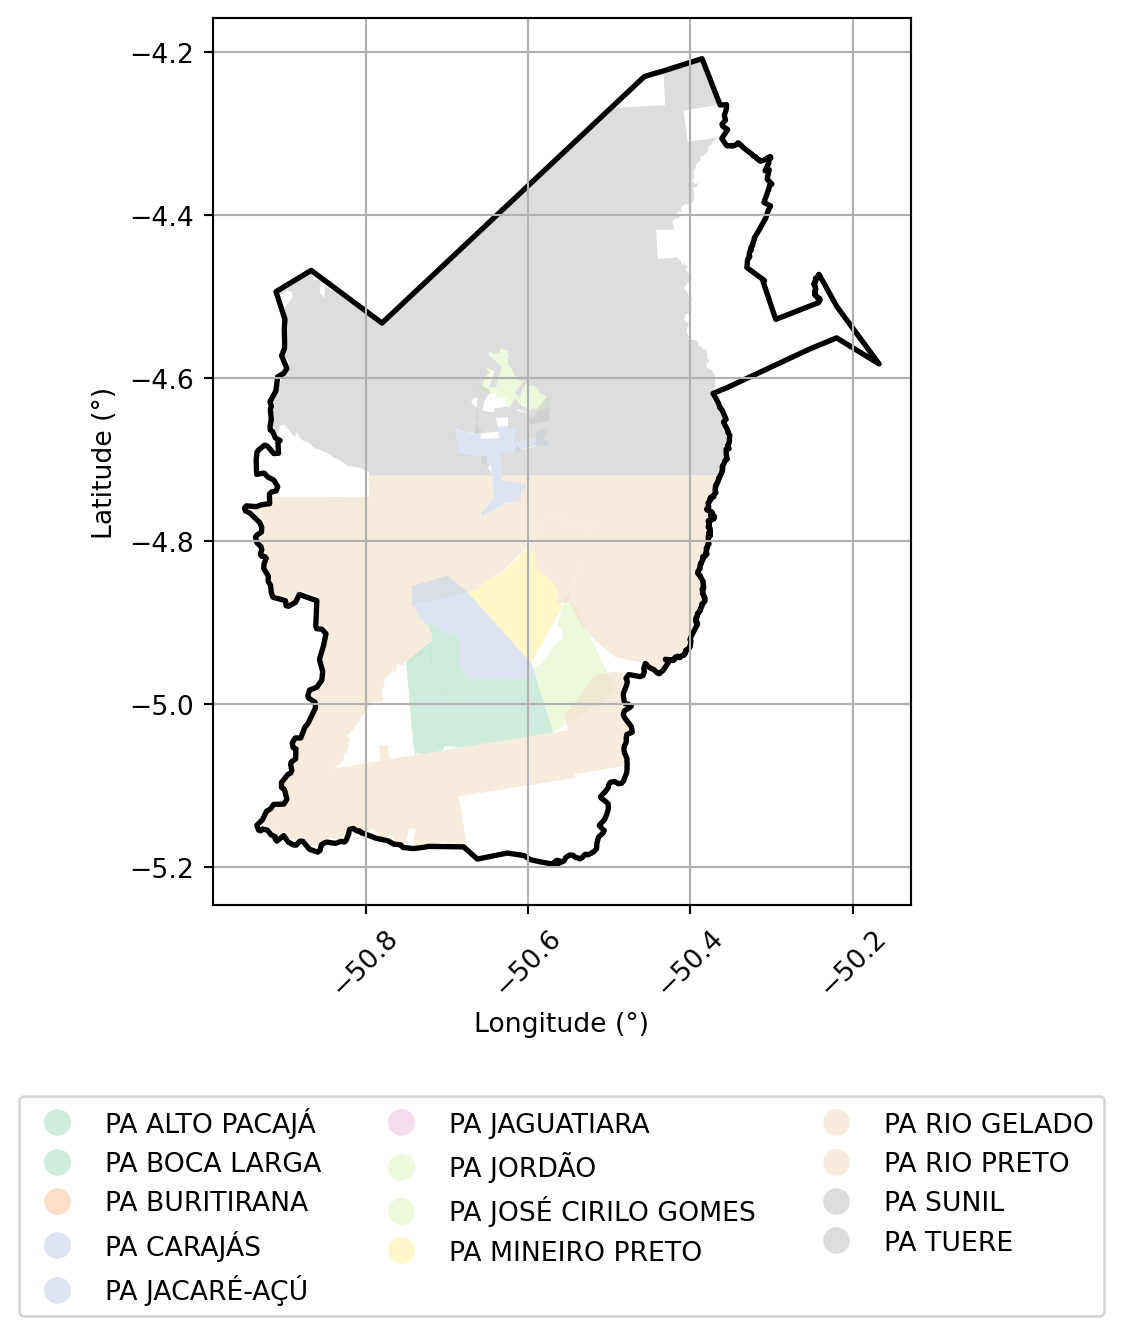 −4.2
−4.4
−4.6
−4.8
−5.0
−5.2
Latitude (°)
−50.8
−50.6
−50.4
−50.2
Longitude (°)
PA ALTO PACAJÁ
PA BOCA LARGA
PA BURITIRANA
PA CARAJÁS
PA JACARÉ-AÇÚ
PA JAGUATIARA
PA JORDÃO
PA JOSÉ CIRILO GOMES
PA MINEIRO PRETO
PA RIO GELADO
PA RIO PRETO
PA SUNIL
PA TUERE